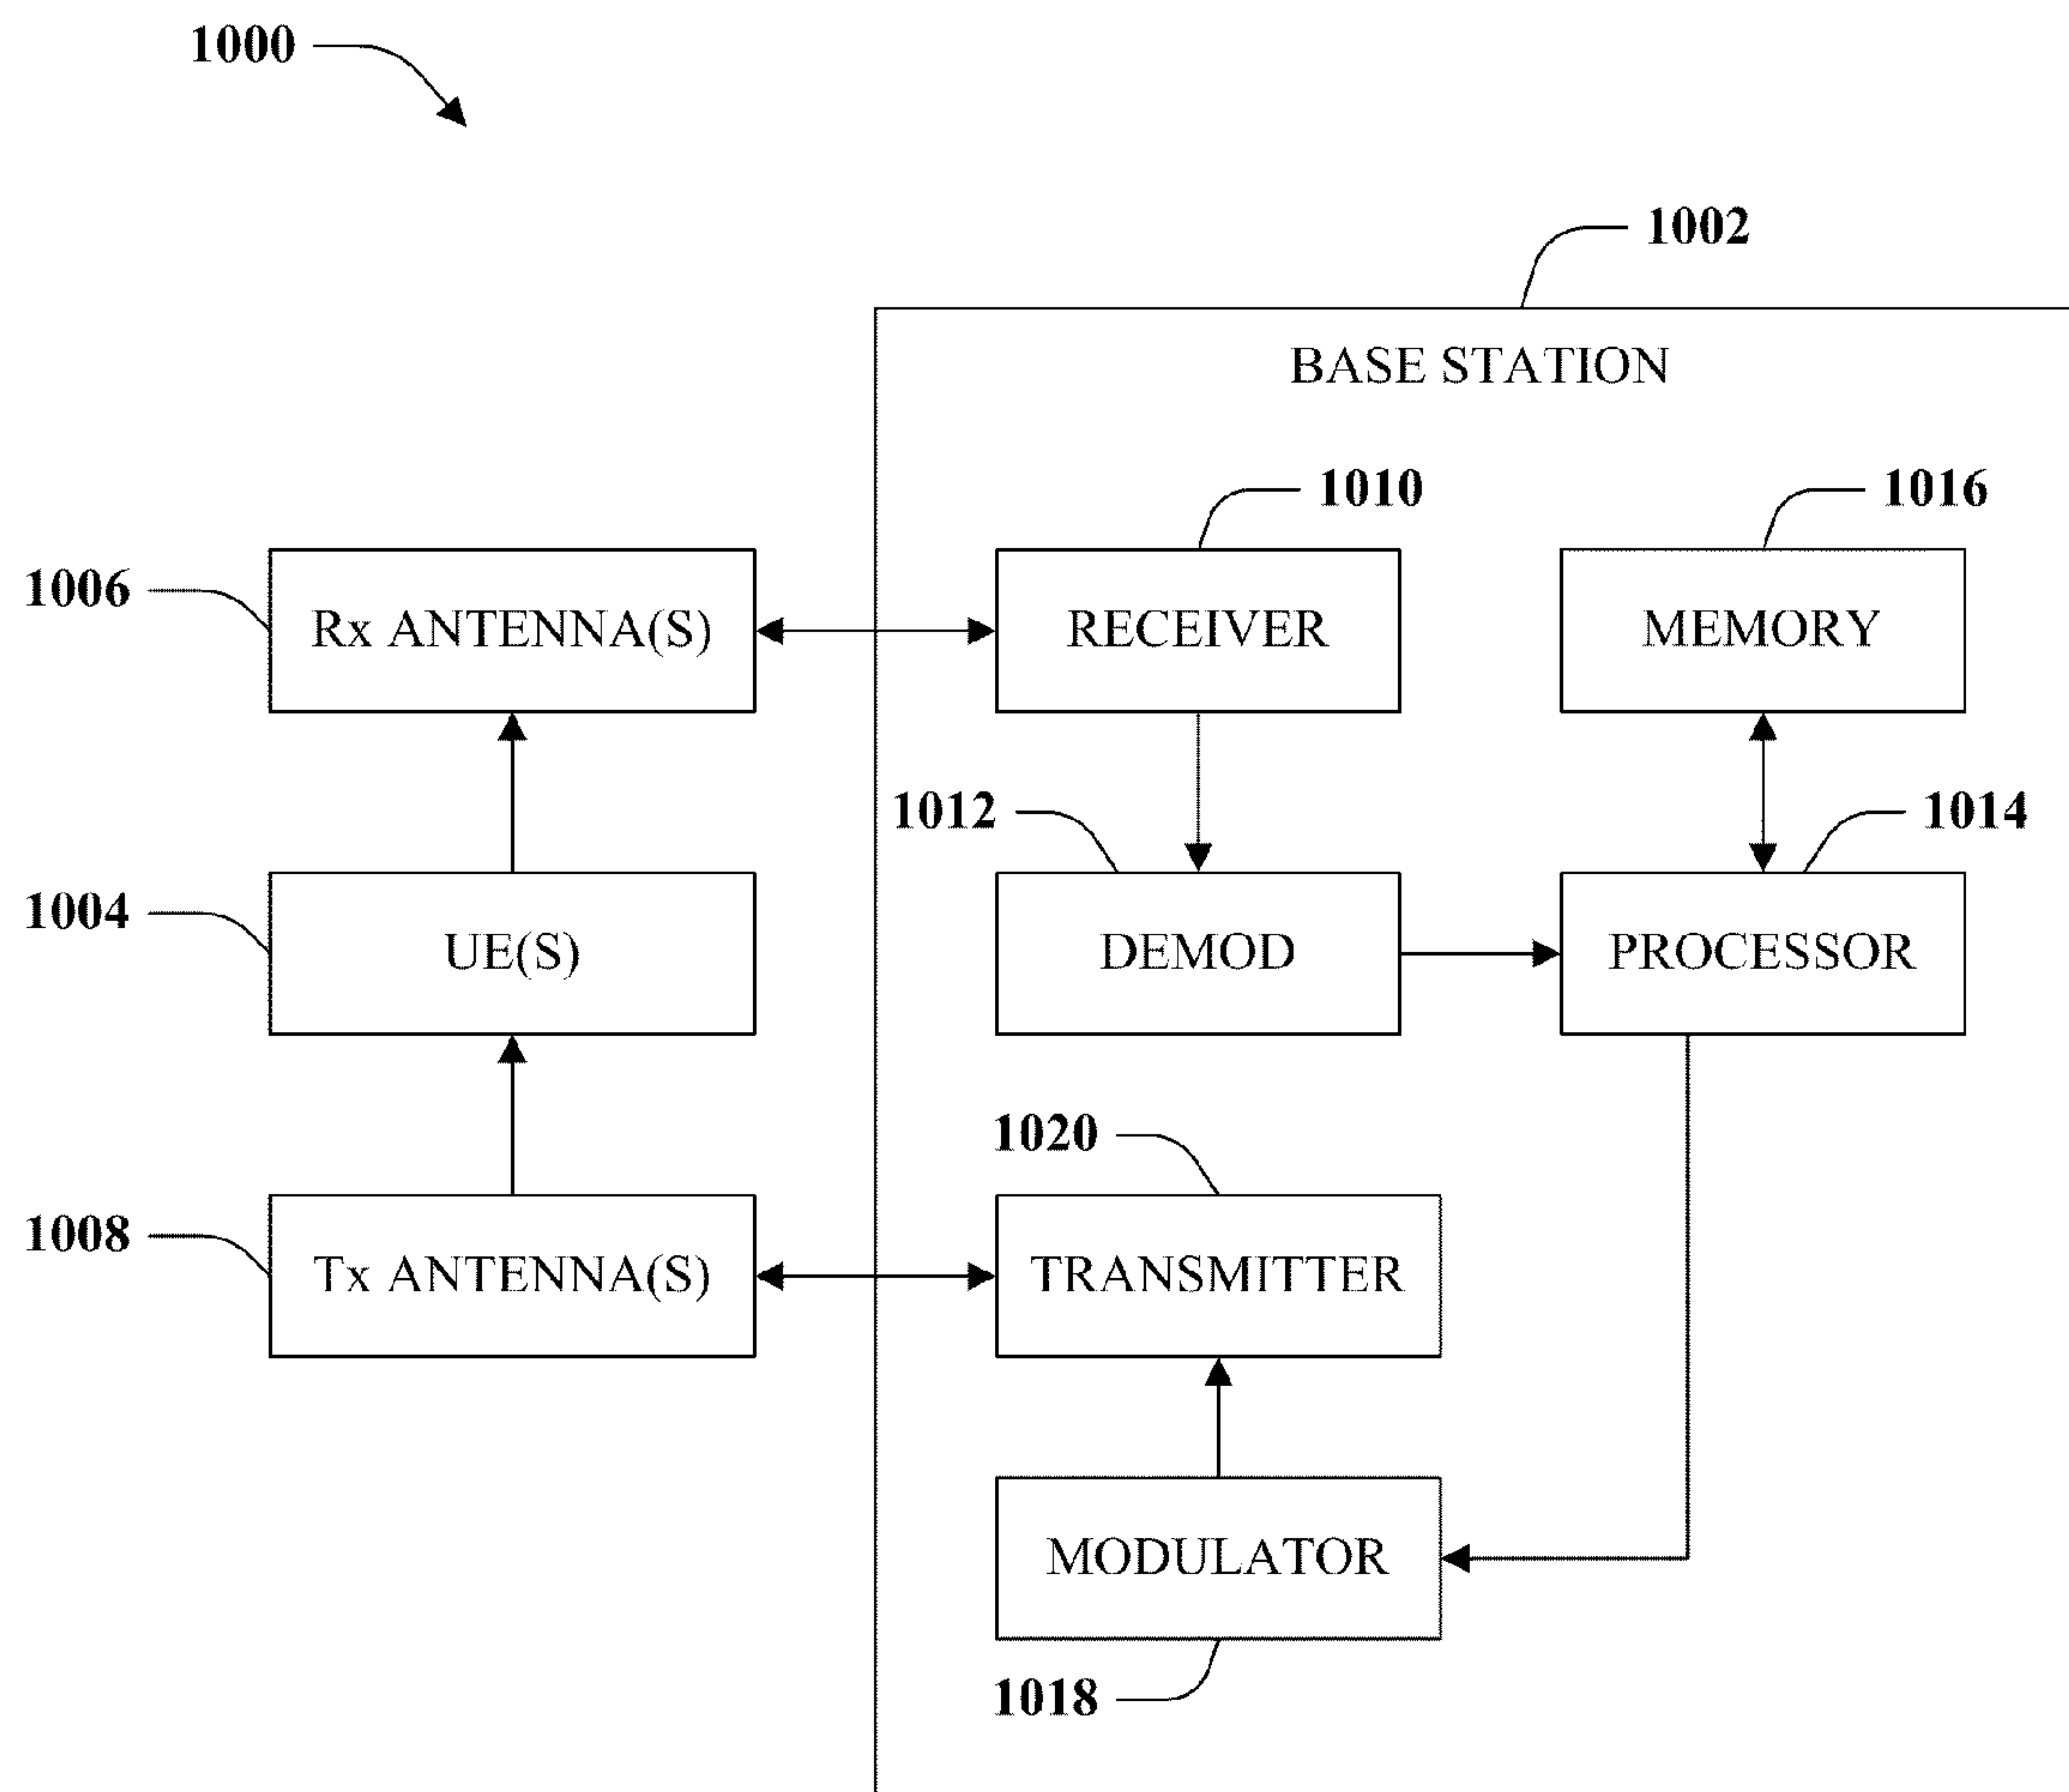 1000
1002
BASE STATION
1010
1016
1006
Rx ANTENNA(S)
RECEIVER
MEMORY
1012
1014
1004
UE(S)
DEMOD
PROCESSOR
1020
1008
Tx ANTENNA(S)
TRANSMITTER
MODULATOR
1018